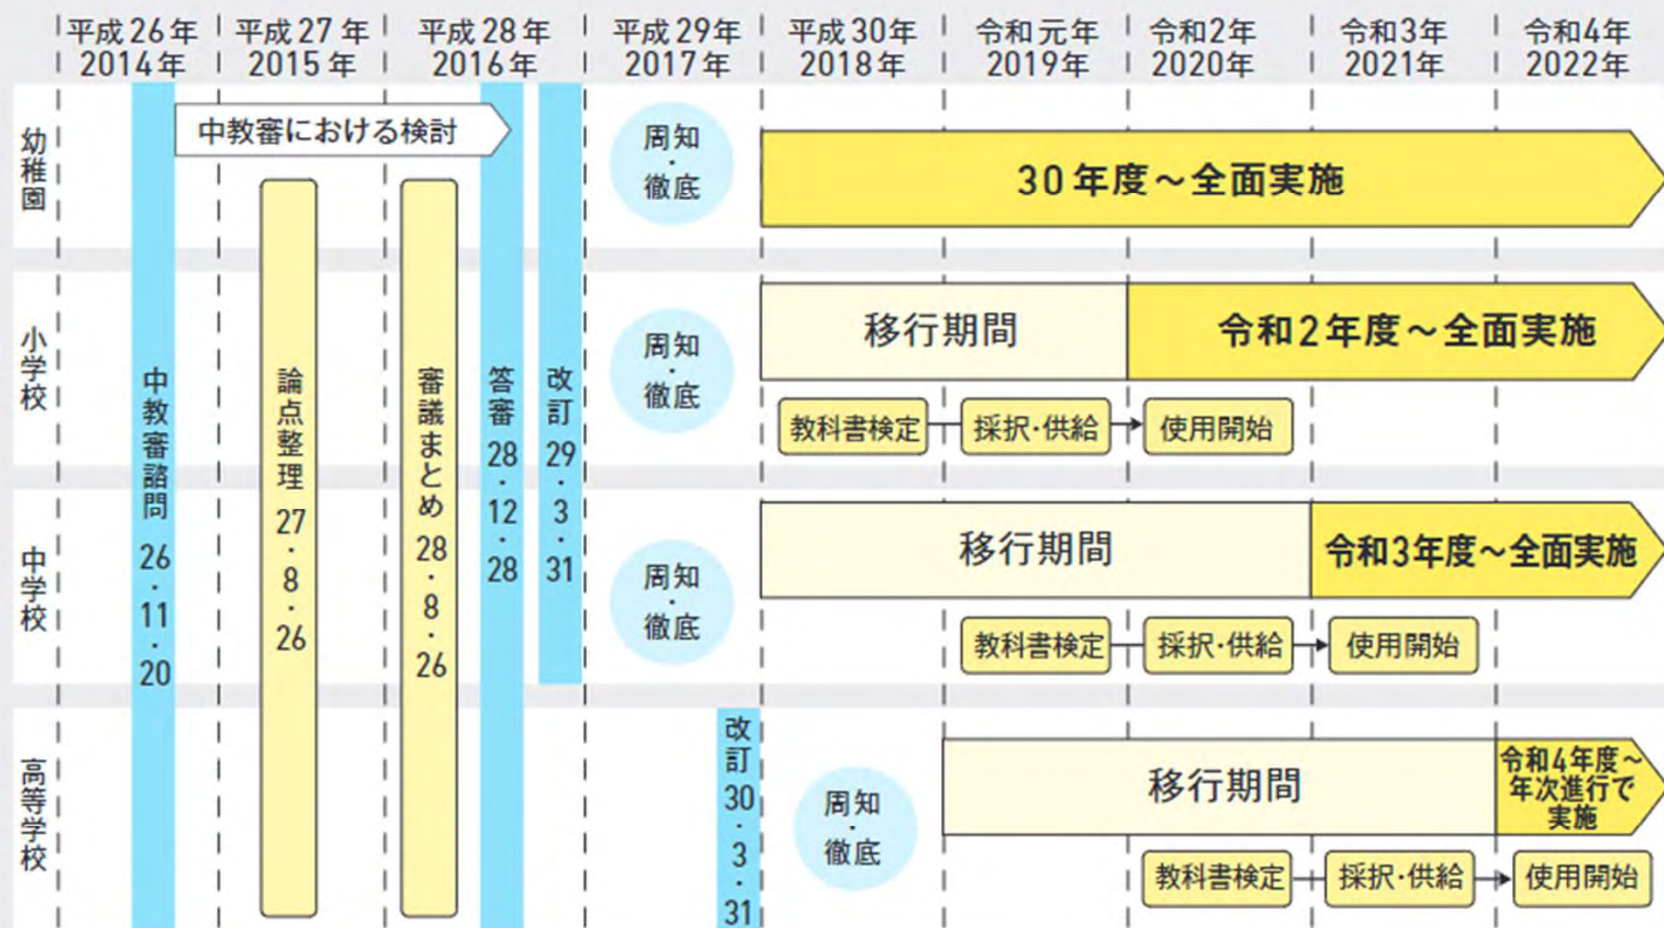 平成26年
2014年
平成27年
2015年
平成28年
2016年
平成29年
2017年
平成30年
2018年
令和元年
2019年
令和2年
2020年
令和3年
2021年
令和4年
2022年
幼稚園
中教審における検討
周知
・
徹底
30年度～全面実施
小学校
周知
・
徹底
移行期間
令和2年度～全面実施
教科書検定
採択・供給
使用開始
中教審諮問 26・11・20
論点整理 27・8・26
審議まとめ 28・8・26
答審 28・12・28
改訂 29・3・31
中学校
周知
・
徹底
移行期間
令和3年度～全面実施
教科書検定
採択・供給
使用開始
高等学校
改訂 30・3・31
周知
・
徹底
移行期間
令和4年度～
年次進行で
実施
教科書検定
採択・供給
使用開始